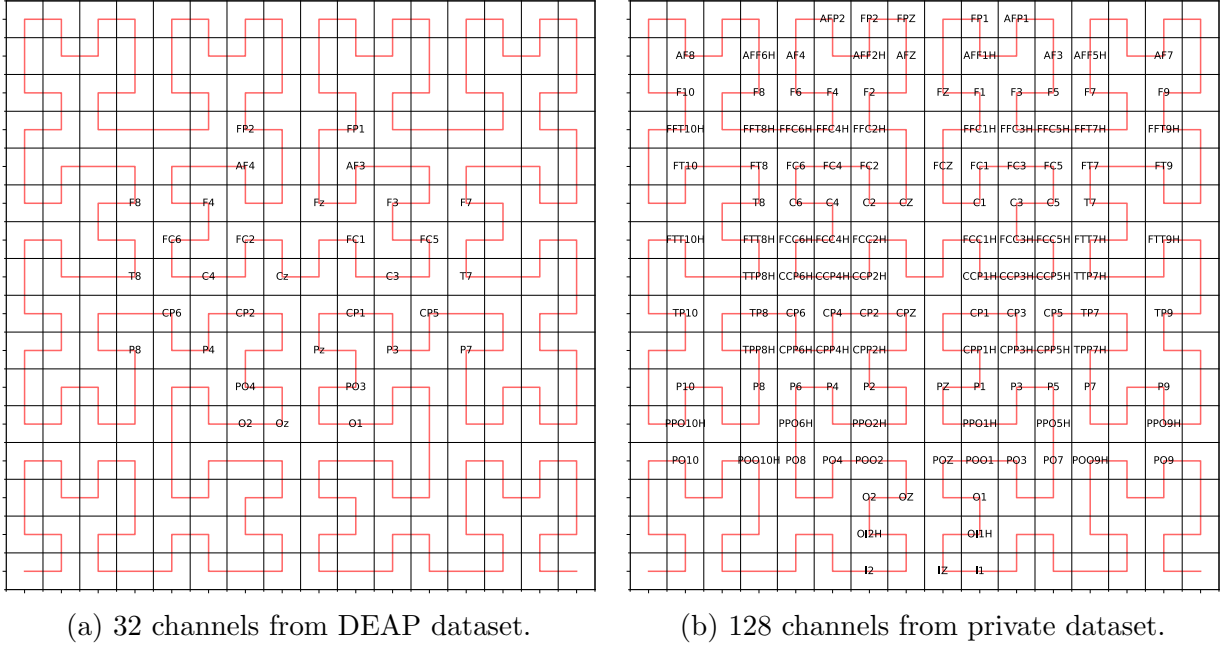 FP2 FP1
AF4 AF3
F8 F4 Fz F3 F7
FC6 FC2 FC1 FC5
T8 C4 Cz C3 T7
CP6 CP2 CP1 CP5
P8 P4 Pz P3 P7
PO4 PO3
O2 Oz O1
(a) 32 channels from DEAP dataset.
AFP2 FP2 FPZ FP1 AFP1
AF8 AFF6H AF4 AFF2H AFZ AFF1H AF3 AFF5H AF7
F10 F8 F6 F4 F2 FZ F1 F3 F5 F7 F9
FFT10H FFT8H FFC6H FFC4H FFC2H FFC1H FFC3H FFC5H FFT7H FFT9H
FT10 FT8 FC6 FC4 FC2 FCZ FC1 FC3 FC5 FT7 FT9
T8 C6 C4 C2 CZ C1 C3 C5 T7
FTT10H FTT8H FCC6H FCC4H FCC2H FCC1H FCC3H FCC5H FTT7H FTT9H
TTP8H CCP6H CCP4H CCP2H CCP1H CCP3H CCP5H TTP7H
TP10 TP8 CP6 CP4 CP2 CPZ CP1 CP3 CP5 TP7 TP9
TPP8H CPP6H CPP4H CPP2H CPP1H CPP3H CPP5H TPP7H
P10 P8 P6 P4 P2 PZ P1 P3 P5 P7 P9
PPO10H PPO6H PPO2H PPO1H PPO5H PPO9H
PO10 POO10H PO8 PO4 POO2 POZ POO1 PO3 PO7 POO9H PO9
O2 OZ O1
OI2H OI1H
I2 IZ I1
(b) 128 channels from private dataset.